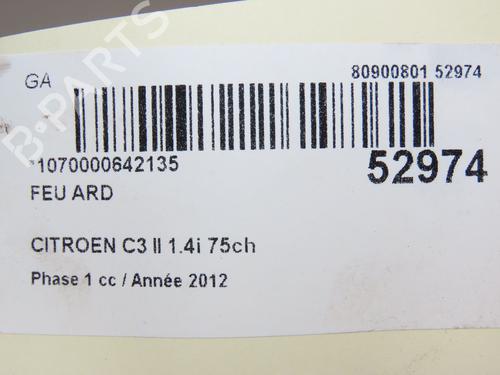 GA
80900801 52974
*1070000642135
52974
FEU ARD
CITROEN C3 II 1.4i 75ch
Phase 1 cc / Année 2012
B-PARTS